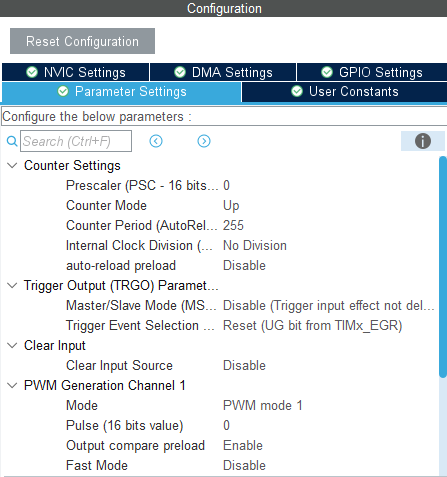 Configuration
Reset Configuration
NVIC Settings DMA Settings GPIO Settings
Parameter Settings User Constants
Configure the below parameters :
Search (Ctrl+F)
Counter Settings
Prescaler (PSC - 16 bits... 0
Counter Mode Up
Counter Period (AutoRel... 255
Internal Clock Division (... No Division
auto-reload preload Disable
Trigger Output (TRGO) Paramet...
Master/Slave Mode (MS... Disable (Trigger input effect not del...
Trigger Event Selection ... Reset (UG bit from TIMx_EGR)
Clear Input
Clear Input Source Disable
PWM Generation Channel 1
Mode PWM mode 1
Pulse (16 bits value) 0
Output compare preload Enable
Fast Mode Disable